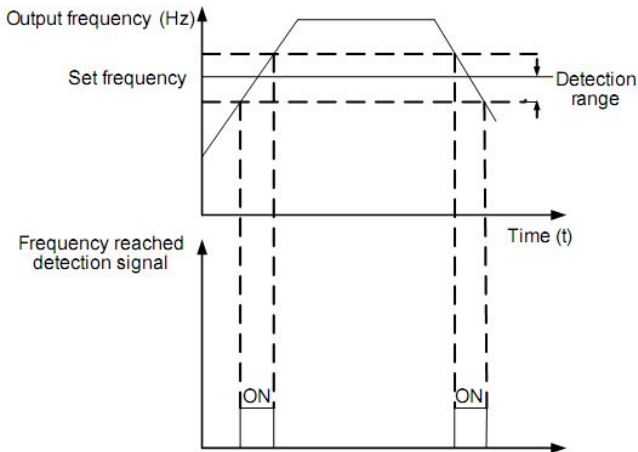 Output frequency (Hz)
Set frequency
Detection
range
Time (t)
Frequency reached
detection signal
ON
ON